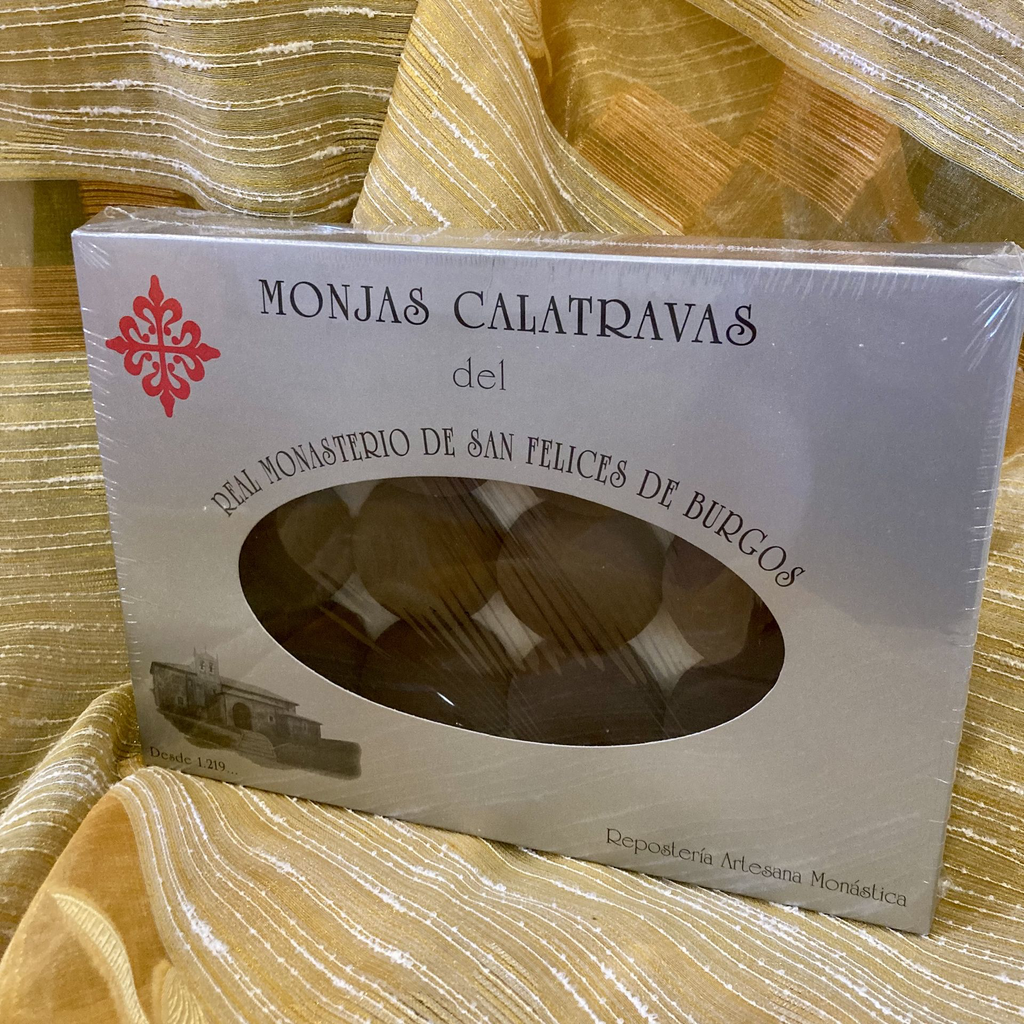 MONJAS CALATRAVAS
del
REAL MONASTERIO DE SAN FELICES DE BURGOS
Desde 1.219...
Repostería Artesana Monástica